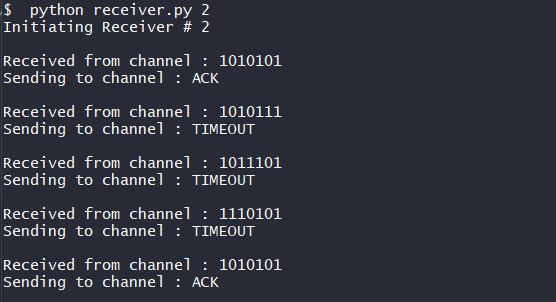 $  python receiver.py 2
Initiating Receiver # 2
Received from channel : 1010101
Sending to channel : ACK
Received from channel : 1010111
Sending to channel : TIMEOUT
Received from channel : 1011101
Sending to channel : TIMEOUT
Received from channel : 1110101
Sending to channel : TIMEOUT
Received from channel : 1010101
Sending to channel : ACK